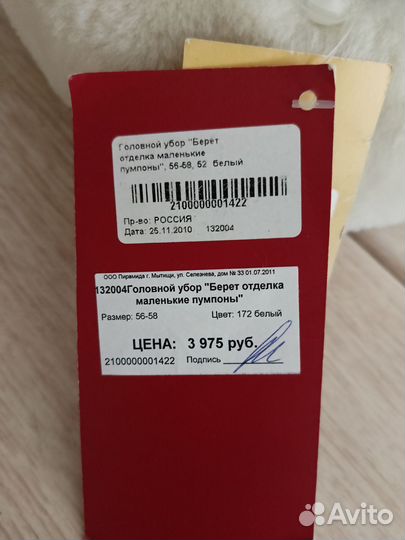 Головной убор "Берет
отделка маленькие
пумпоны", 56-58, 52 белый
2100000001422
Пр-во: РОССИЯ
Дата: 25.11.2010 132004
ООО Пирамида г. Мытищи, ул. Селезнева, дом № 33 01.07.2011
132004Головной убор "Берет отделка
маленькие пумпоны"
Размер: 56-58 Цвет: 172 белый
ЦЕНА: 3 975 руб.
2100000001422 Подпись
Avito